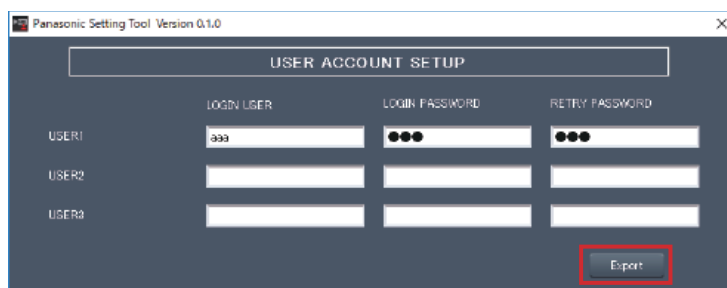 Panasonic Setting Tool Version 0.1.0
USER ACCOUNT SETUP
LOGIN USER LOGIN PASSWORD RETRY PASSWORD
USER1 aaa ●●● ●●●
USER2
USER3
Export